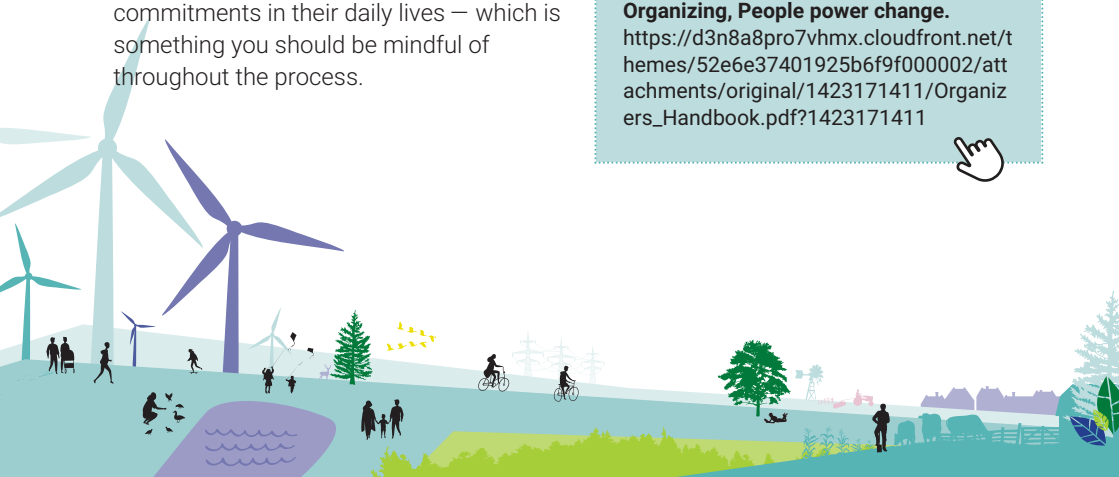 commitments in their daily lives — which is
something you should be mindful of
throughout the process.
Organizing, People power change.
https://d3n8a8pro7vhmx.cloudfront.net/t
hemes/52e6e37401925b6f9f000002/att
achments/original/1423171411/Organiz
ers_Handbook.pdf?1423171411